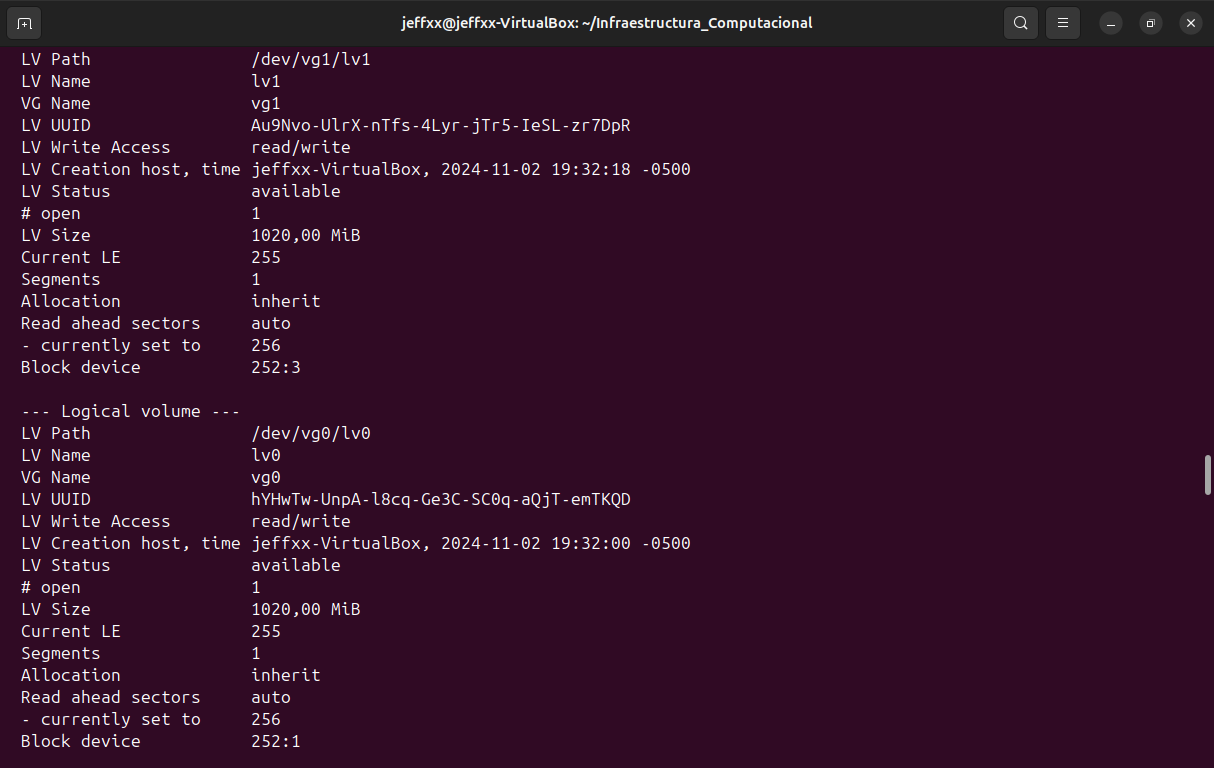 jeffxx@jeffxx-VirtualBox: ~/Infraestructura_Computacional
LV Path                /dev/vg1/lv1
LV Name                lv1
VG Name                vg1
LV UUID                Au9Nvo-UlrX-nTfs-4Lyr-jTr5-IeSL-zr7DpR
LV Write Access        read/write
LV Creation host, time jeffxx-VirtualBox, 2024-11-02 19:32:18 -0500
LV Status              available
# open                 1
LV Size                1020,00 MiB
Current LE             255
Segments               1
Allocation             inherit
Read ahead sectors     auto
- currently set to     256
Block device           252:3
--- Logical volume ---
LV Path                /dev/vg0/lv0
LV Name                lv0
VG Name                vg0
LV UUID                hYHwTw-UnpA-l8cq-Ge3C-SC0q-aQjT-emTKQD
LV Write Access        read/write
LV Creation host, time jeffxx-VirtualBox, 2024-11-02 19:32:00 -0500
LV Status              available
# open                 1
LV Size                1020,00 MiB
Current LE             255
Segments               1
Allocation             inherit
Read ahead sectors     auto
- currently set to     256
Block device           252:1